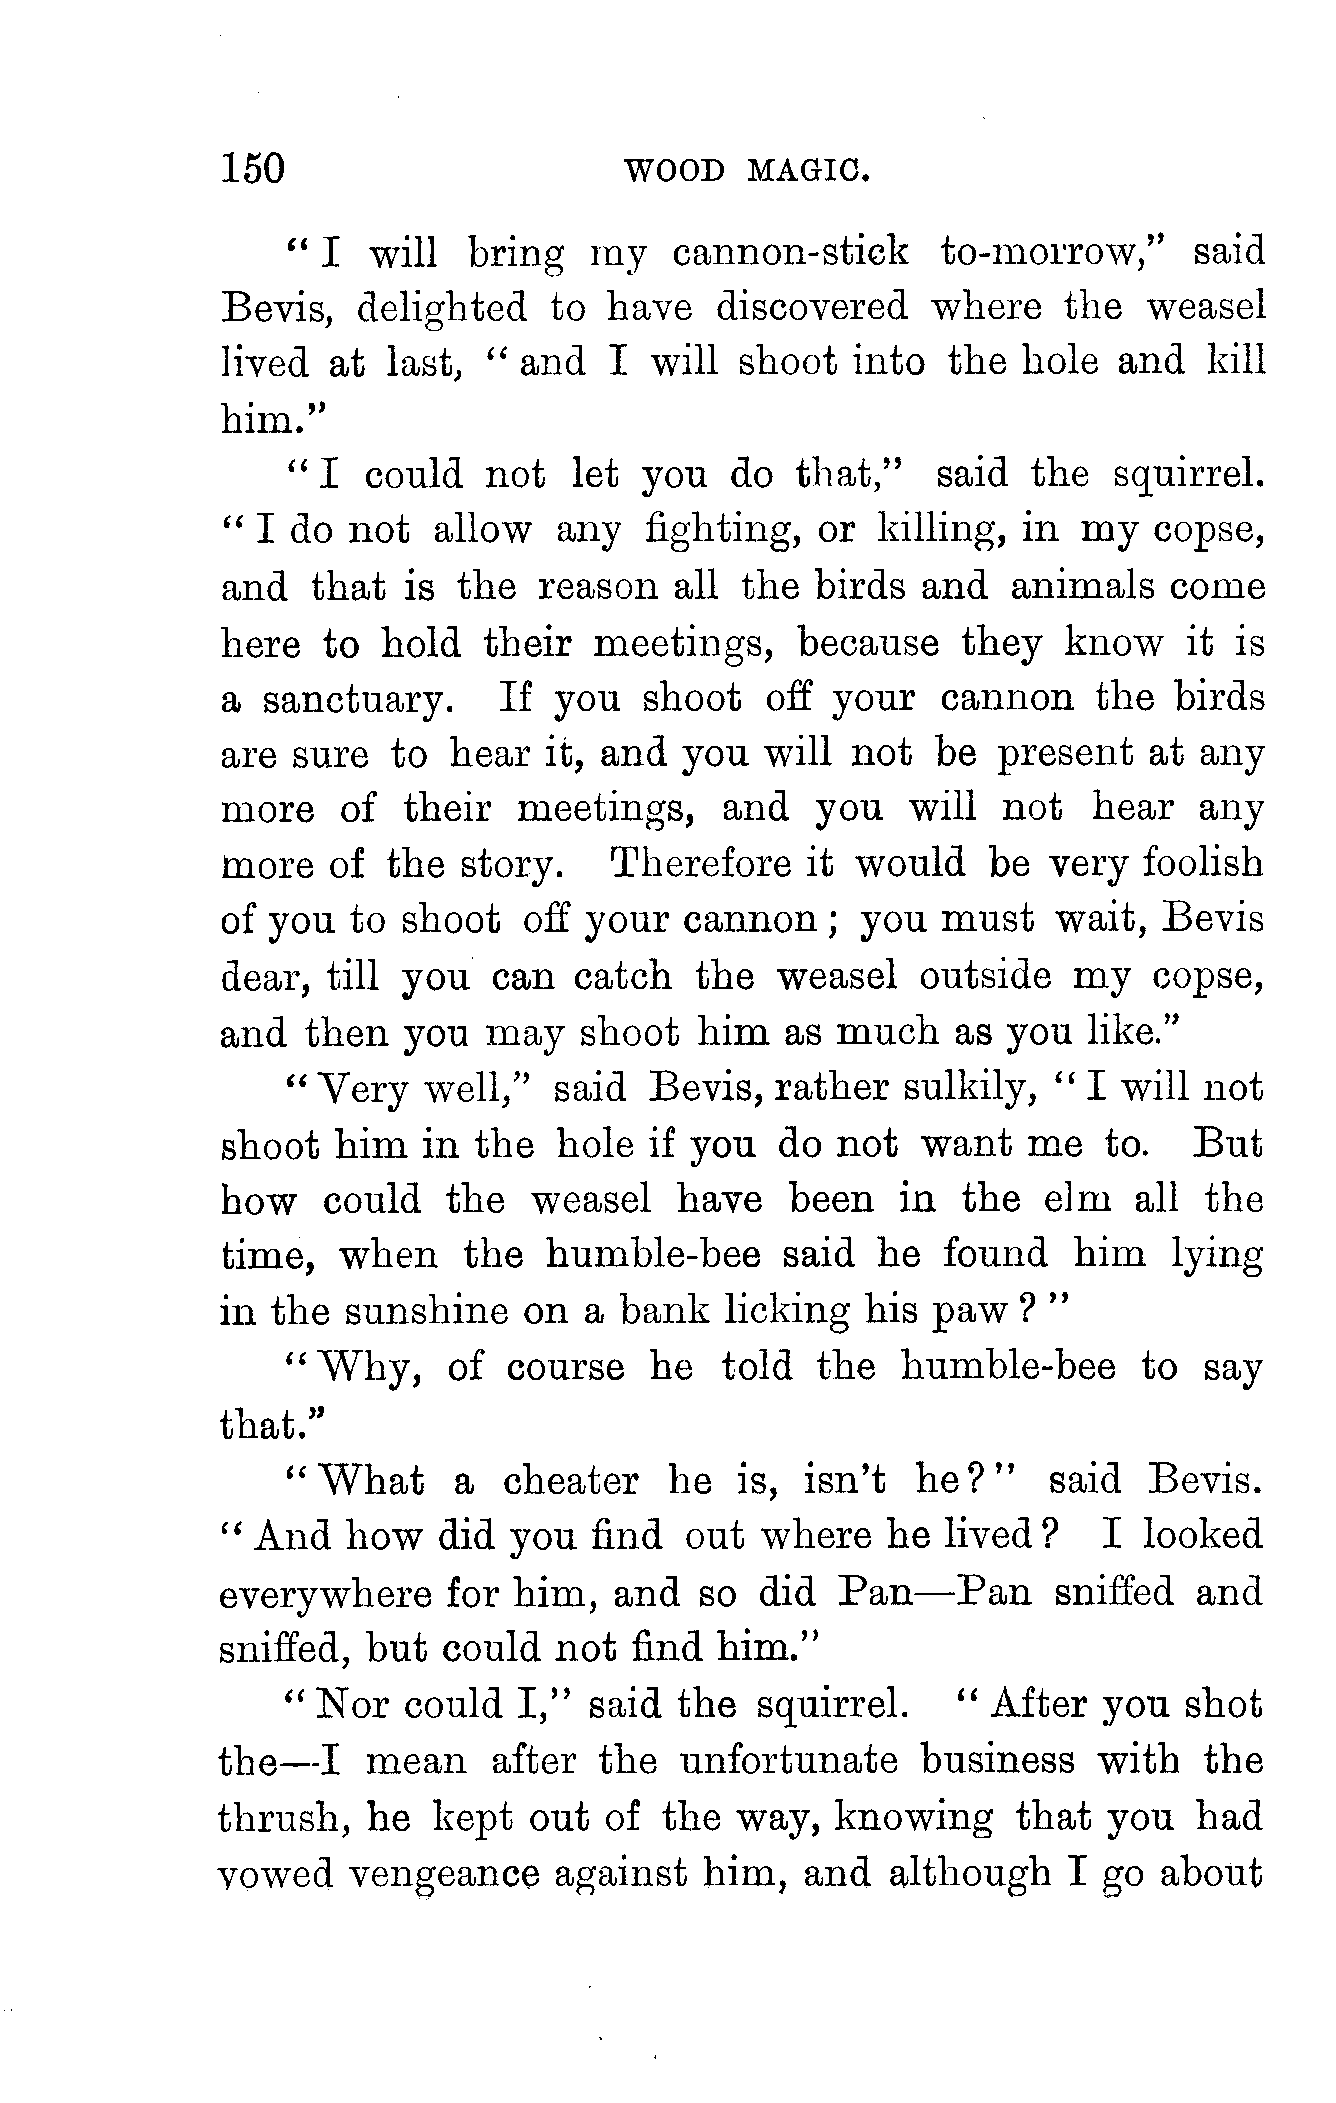 150 WOOD MAGIC.
“ I will bring my cannon-stick to-morrow,” said
Bevis, delighted to have discovered where the weasel
lived at last, “ and I will shoot into the hole and kill
him.”
“ I could not let you do that,” said the squirrel.
“ I do not allow any fighting, or killing, in my copse,
and that is the reason all the birds and animals come
here to hold their meetings, because they know it is
a sanctuary. If you shoot off your cannon the birds
are sure to hear it, and you will not be present at any
more of their meetings, and you will not hear any
more of the story. Therefore it would be very foolish
of you to shoot off your cannon ; you must wait, Bevis
dear, till you can catch the weasel outside my copse,
and then you may shoot him as much as you like.”
“ Very well,” said Bevis, rather sulkily, “ I will not
shoot him in the hole if you do not want me to. But
how could the weasel have been in the elm all the
time, when the humble-bee said he found him lying
in the sunshine on a bank licking his paw ? ”
“ Why, of course he told the humble-bee to say
that.”
“ What a cheater he is, isn’t he ? ” said Bevis.
“ And how did you find out where he lived ? I looked
everywhere for him, and so did Pan—Pan sniffed and
sniffed, but could not find him.”
“ Nor could I,” said the squirrel. “ After you shot
the—I mean after the unfortunate business with the
thrush, he kept out of the way, knowing that you had
vowed vengeance against him, and although I go about